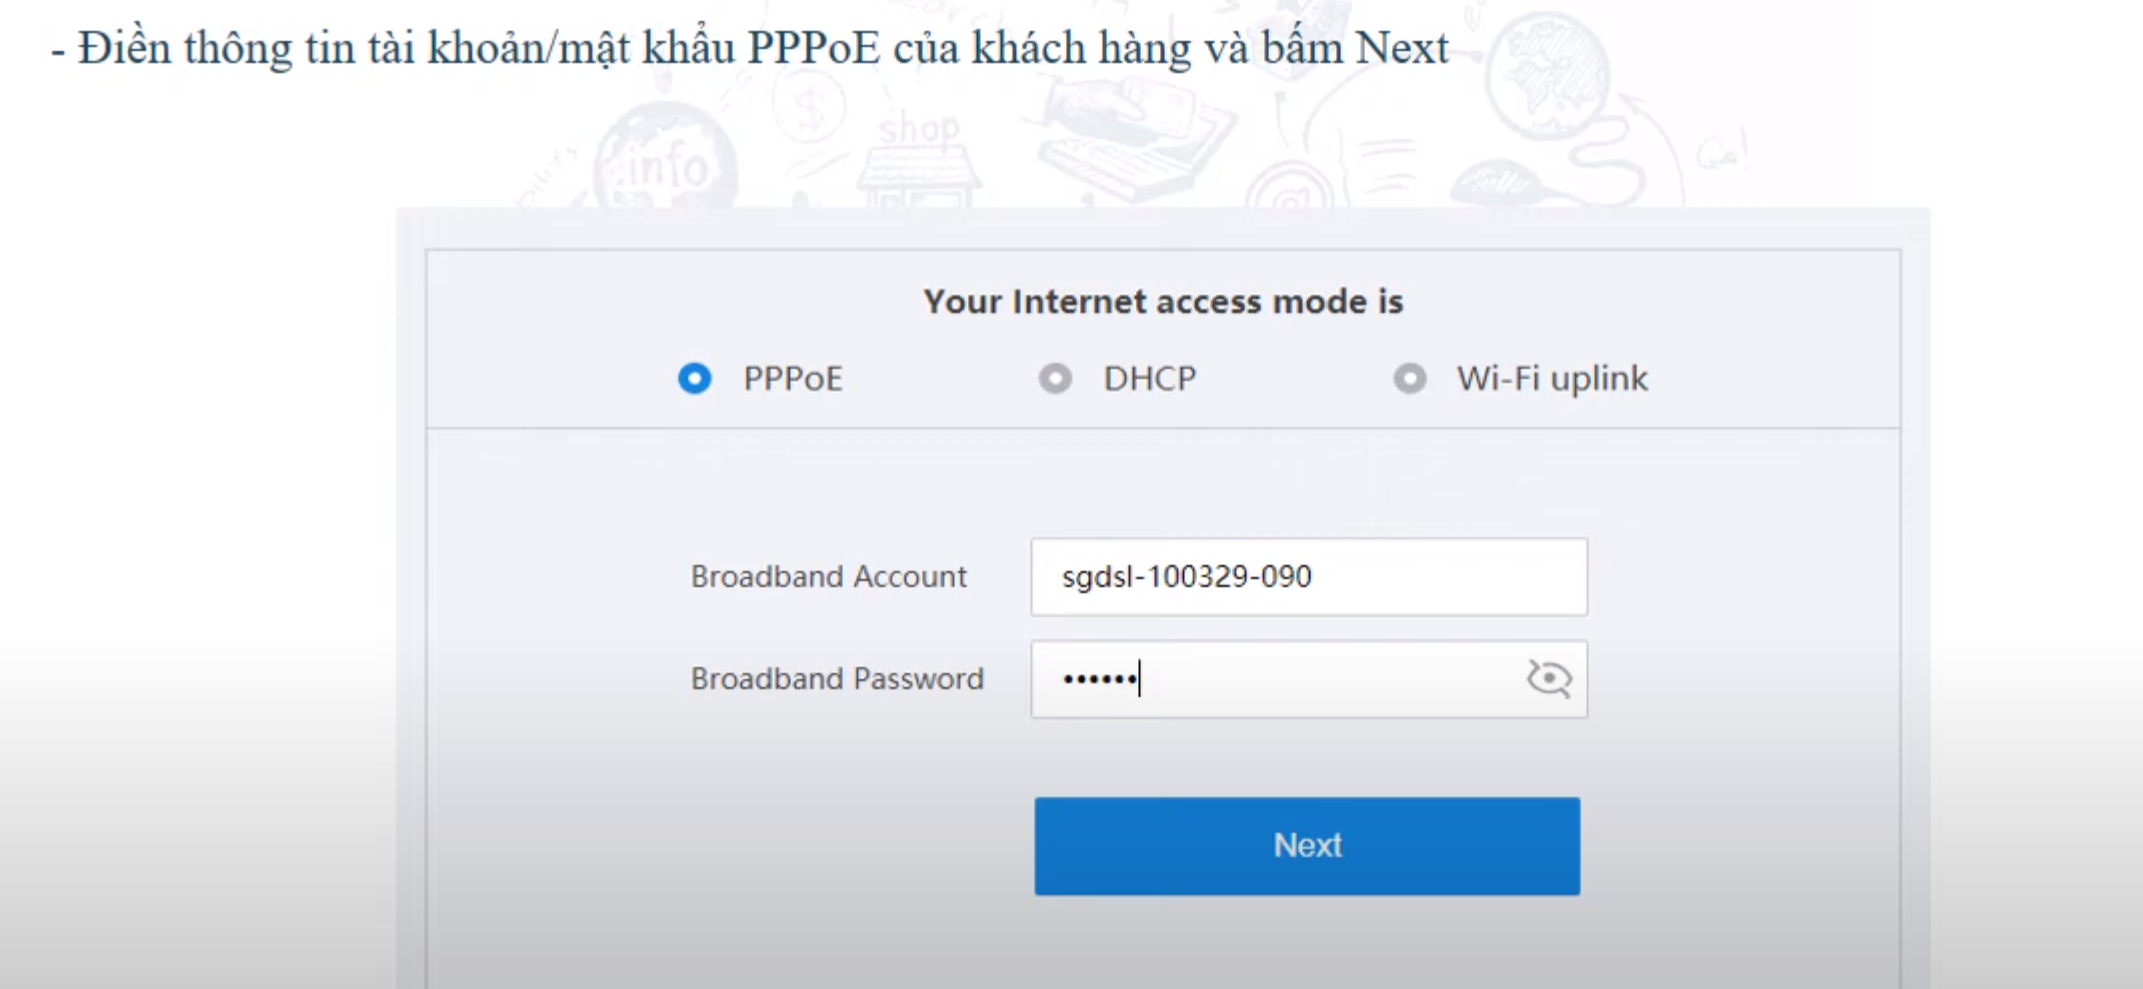 - Điền thông tin tài khoản/mật khẩu PPPoE của khách hàng và bấm Next
shop
info
Your Internet access mode is
PPPoE
DHCP
Wi-Fi uplink
Broadband Account
sgdsl-100329-090
Broadband Password
••••••
Next